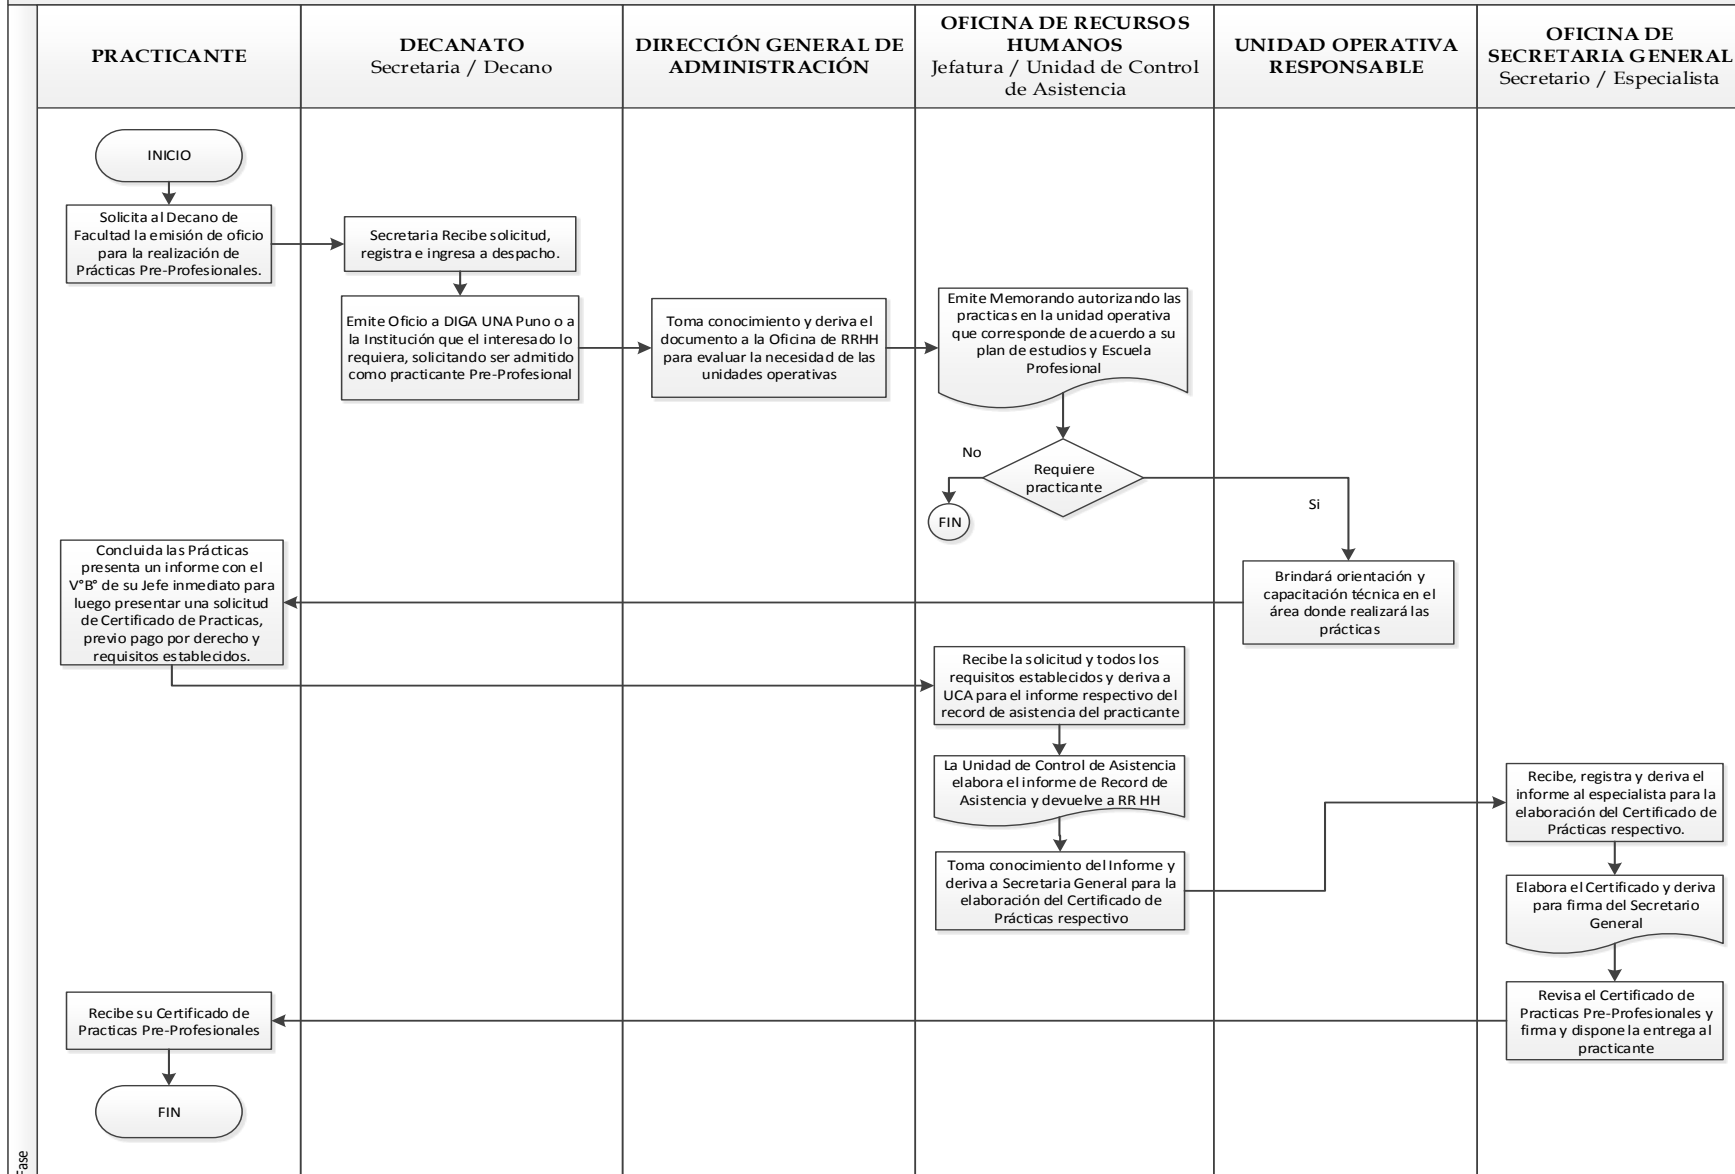 PRACTICANTE
DECANATO
Secretaria / Decano
DIRECCIÓN GENERAL DE
ADMINISTRACIÓN
OFICINA DE RECURSOS
HUMANOS
Jefatura / Unidad de Control
de Asistencia
UNIDAD OPERATIVA
RESPONSABLE
OFICINA DE
SECRETARIA GENERAL
Secretario / Especialista
INICIO
Solicita al Decano de
Facultad la emisión de oficio
para la realización de
Prácticas Pre-Profesionales.
Secretaria Recibe solicitud,
registra e ingresa a despacho.
Emite Oficio a DIGA UNA Puno o a
la Institución que el interesado lo
requiera, solicitando ser admitido
como practicante Pre-Profesional
Toma conocimiento y deriva el
documento a la Oficina de RRHH
para evaluar la necesidad de las
unidades operativas
Emite Memorando autorizando las
practicas en la unidad operativa
que corresponde de acuerdo a su
plan de estudios y Escuela
Profesional
No
Requiere
practicante
Si
FIN
Concluida las Prácticas
presenta un informe con el
V°B° de su Jefe inmediato para
luego presentar una solicitud
de Certificado de Practicas,
previo pago por derecho y
requisitos establecidos.
Brindará orientación y
capacitación técnica en el
área donde realizará las
prácticas
Recibe la solicitud y todos los
requisitos establecidos y deriva a
UCA para el informe respectivo del
record de asistencia del practicante
La Unidad de Control de Asistencia
elabora el informe de Record de
Asistencia y devuelve a RR HH
Toma conocimiento del Informe y
deriva a Secretaria General para la
elaboración del Certificado de
Prácticas respectivo
Recibe, registra y deriva el
informe al especialista para la
elaboración del Certificado de
Prácticas respectivo.
Elabora el Certificado y deriva
para firma del Secretario
General
Revisa el Certificado de
Practicas Pre-Profesionales y
firma y dispone la entrega al
practicante
Recibe su Certificado de
Practicas Pre-Profesionales
FIN
Fase